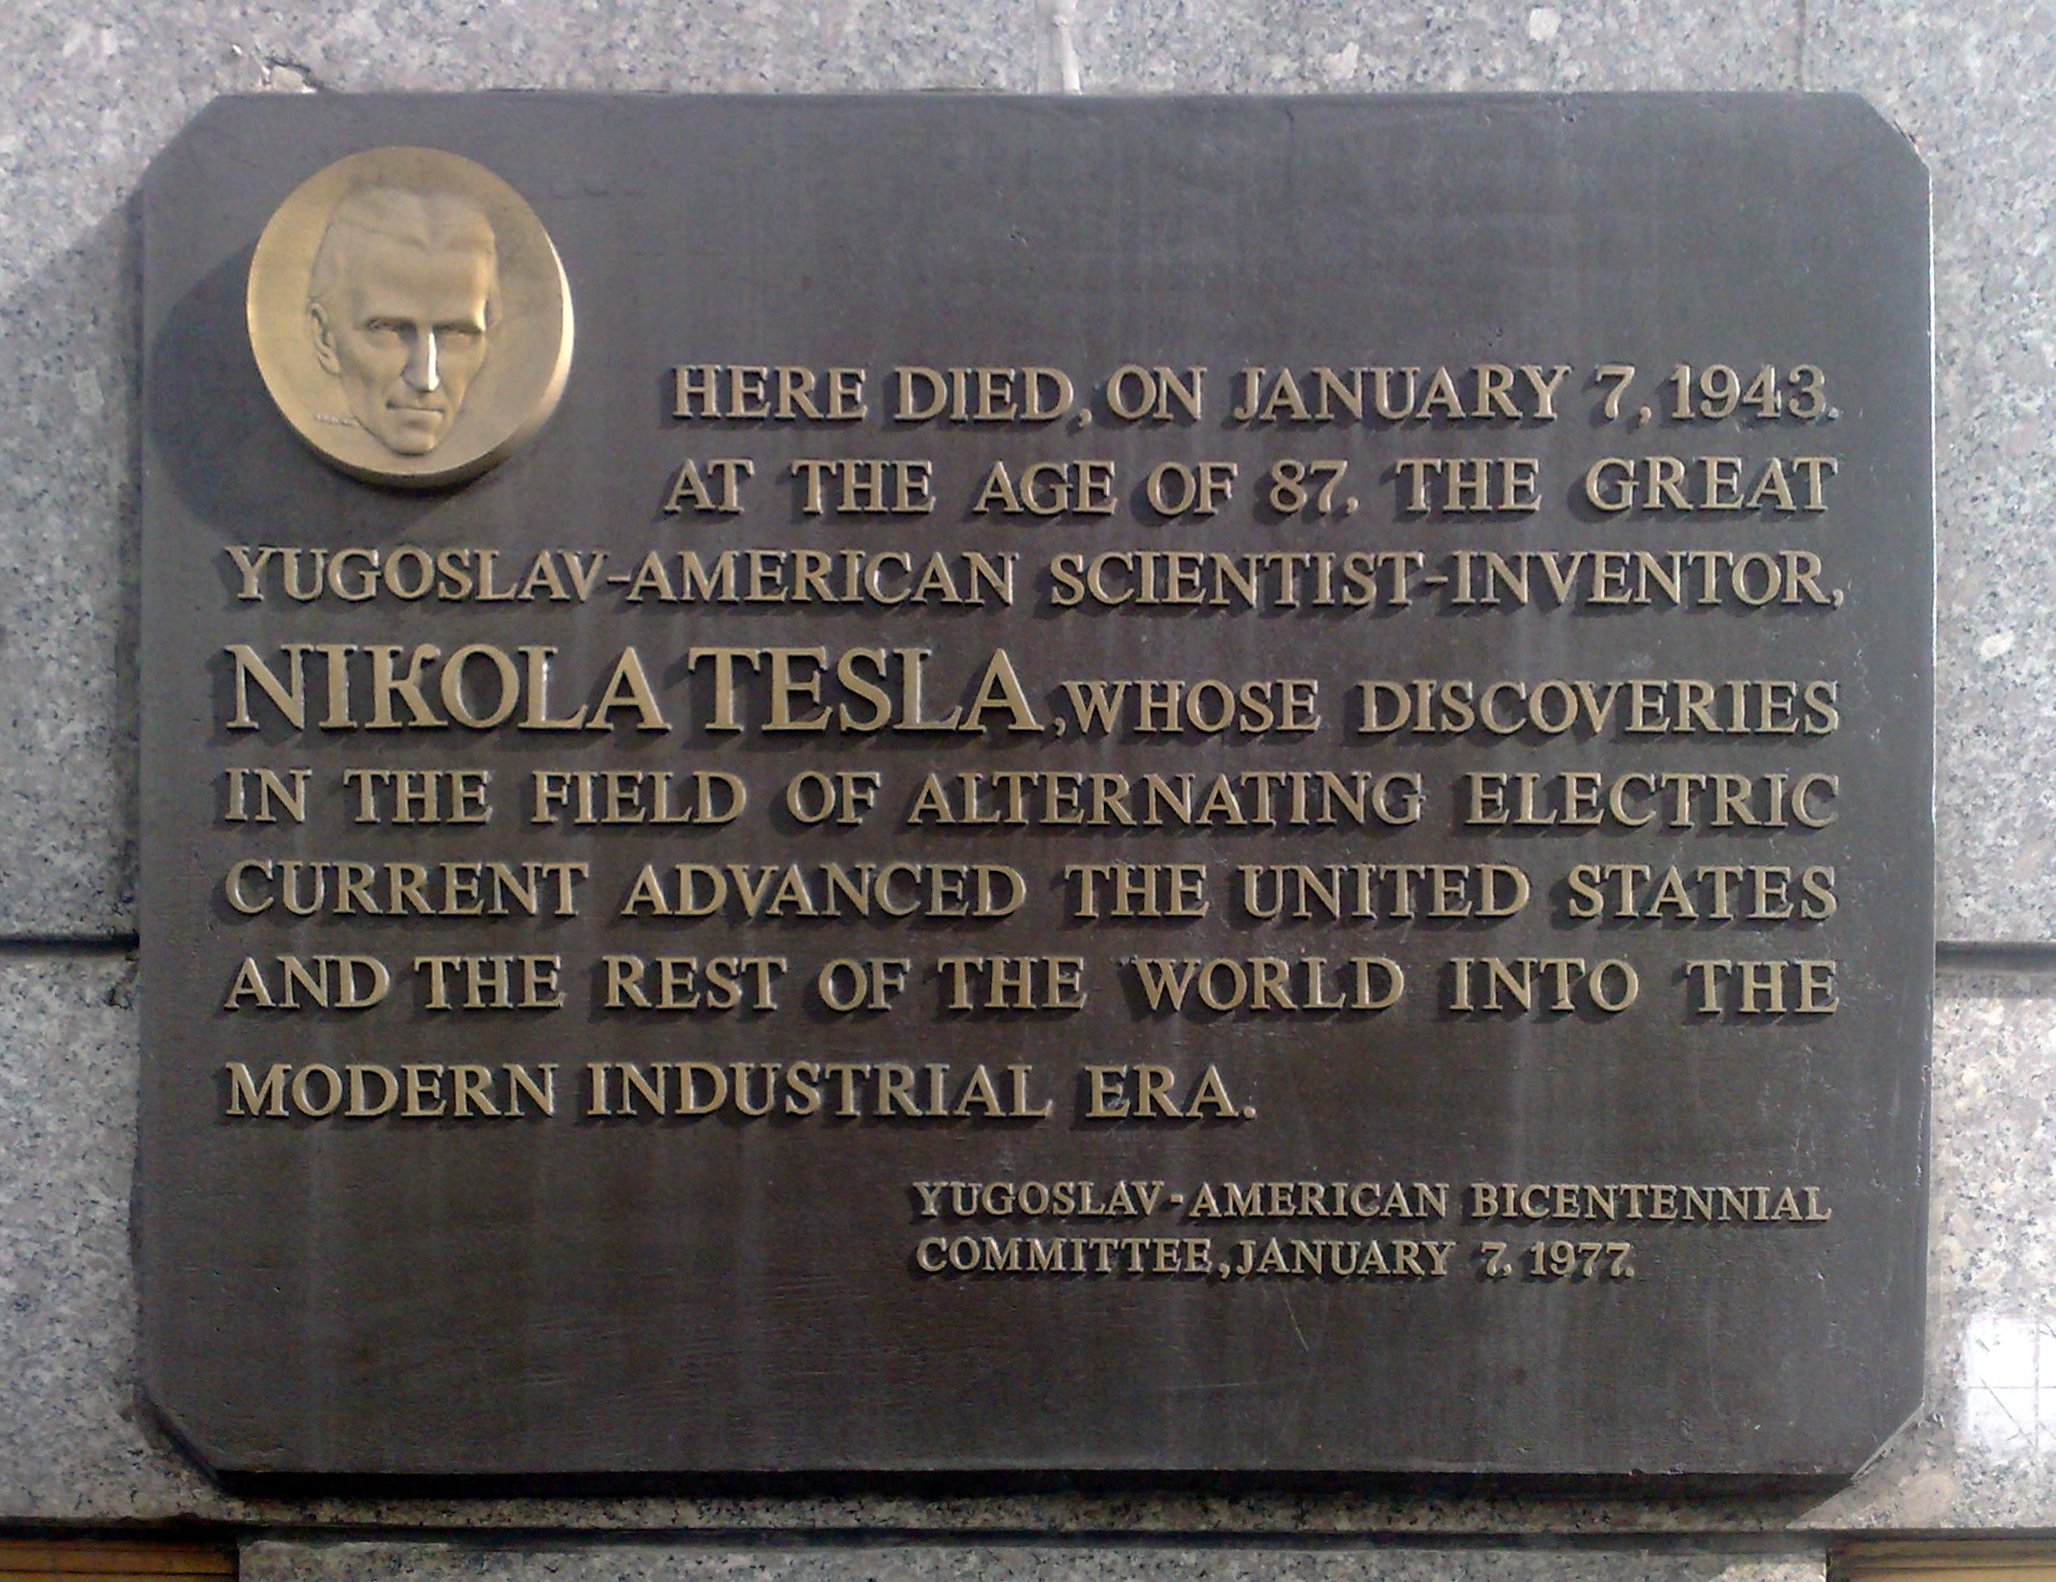 HERE DIED, ON JANUARY 7, 1943.
AT THE AGE OF 87, THE GREAT
YUGOSLAV-AMERICAN SCIENTIST-INVENTOR,
NIKOLA TESLA, WHOSE DISCOVERIES
IN THE FIELD OF ALTERNATING ELECTRIC
CURRENT ADVANCED THE UNITED STATES
AND THE REST OF THE WORLD INTO THE
MODERN INDUSTRIAL ERA.
YUGOSLAV-AMERICAN BICENTENNIAL
COMMITTEE, JANUARY 7, 1977.